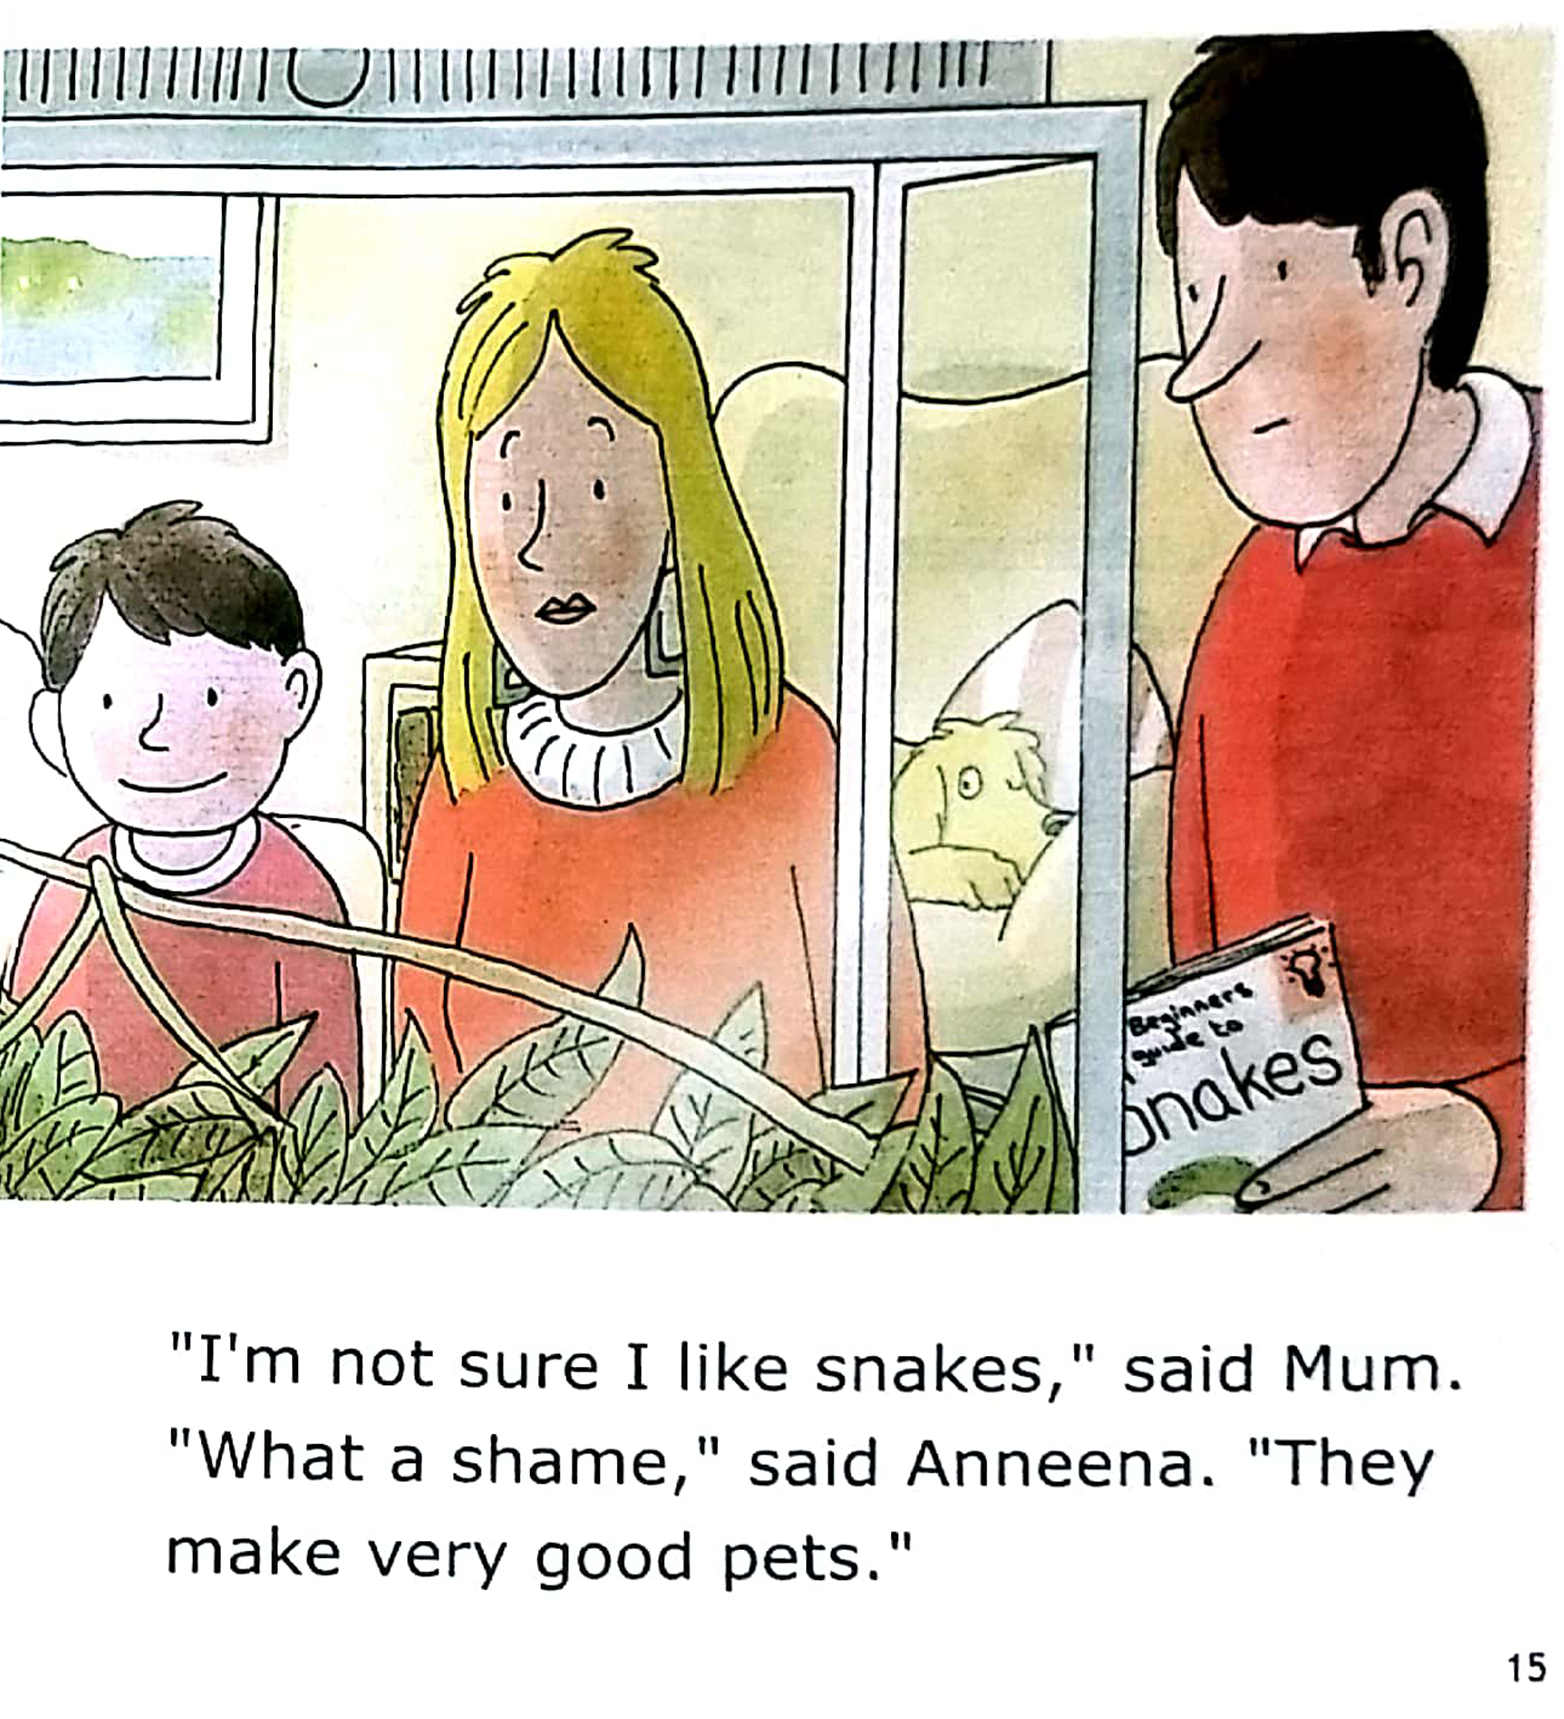 Beginners
guide to
Snakes
"I'm not sure I like snakes," said Mum.
"What a shame," said Anneena. "They
make very good pets."
15